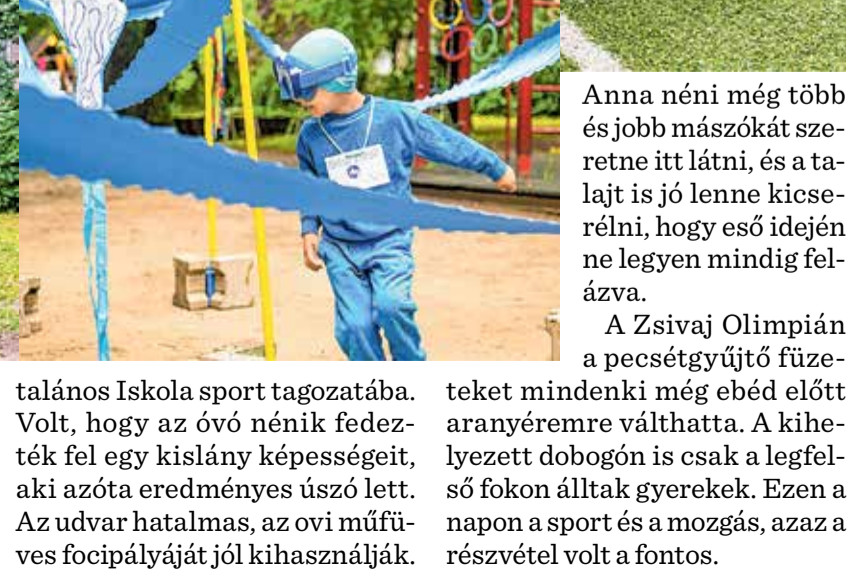 talános Iskola sport tagozatába.
Volt, hogy az óvó nénik fedez-
ték fel egy kislány képességeit,
aki azóta eredményes úszó lett.
Az udvar hatalmas, az ovi műfü-
ves focipályáját jól kihasználják.
Anna néni még több
és jobb mászókát sze-
retne itt látni, és a ta-
lajt is jó lenne kicse-
rélni, hogy eső idején
ne legyen mindig fel-
ázva.
A Zsivaj Olimpián
a pecsétgyűjtő füze-
teket mindenki még ebéd előtt
aranyéremre válthatta. A kihe-
lyezett dobogón is csak a legfel-
ső fokon álltak gyerekek. Ezen a
napon a sport és a mozgás, azaz a
részvétel volt a fontos.